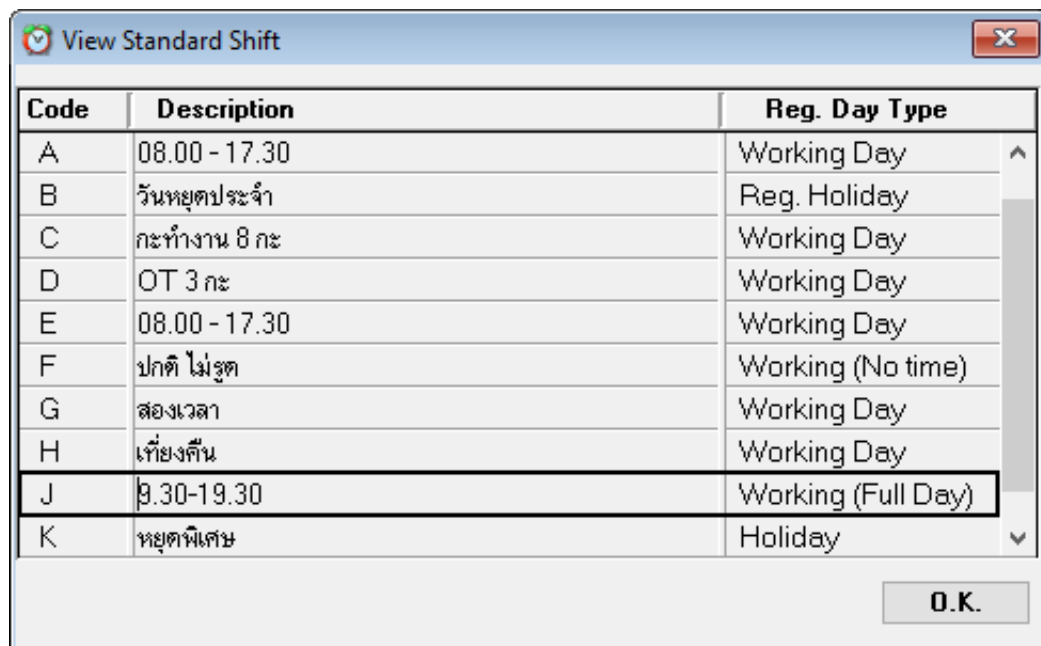 View Standard Shift
Code Description Reg. Day Type
A 08.00 - 17.30 Working Day
B วันหยุดประจำ Reg. Holiday
C กะทำงาน 8 กะ Working Day
D OT 3 กะ Working Day
E 08.00 - 17.30 Working Day
F ปกติ ไม่รูด Working (No time)
G สองเวลา Working Day
H เที่ยงคืน Working Day
J 9.30-19.30 Working (Full Day)
K หยุดพิเศษ Holiday
O.K.